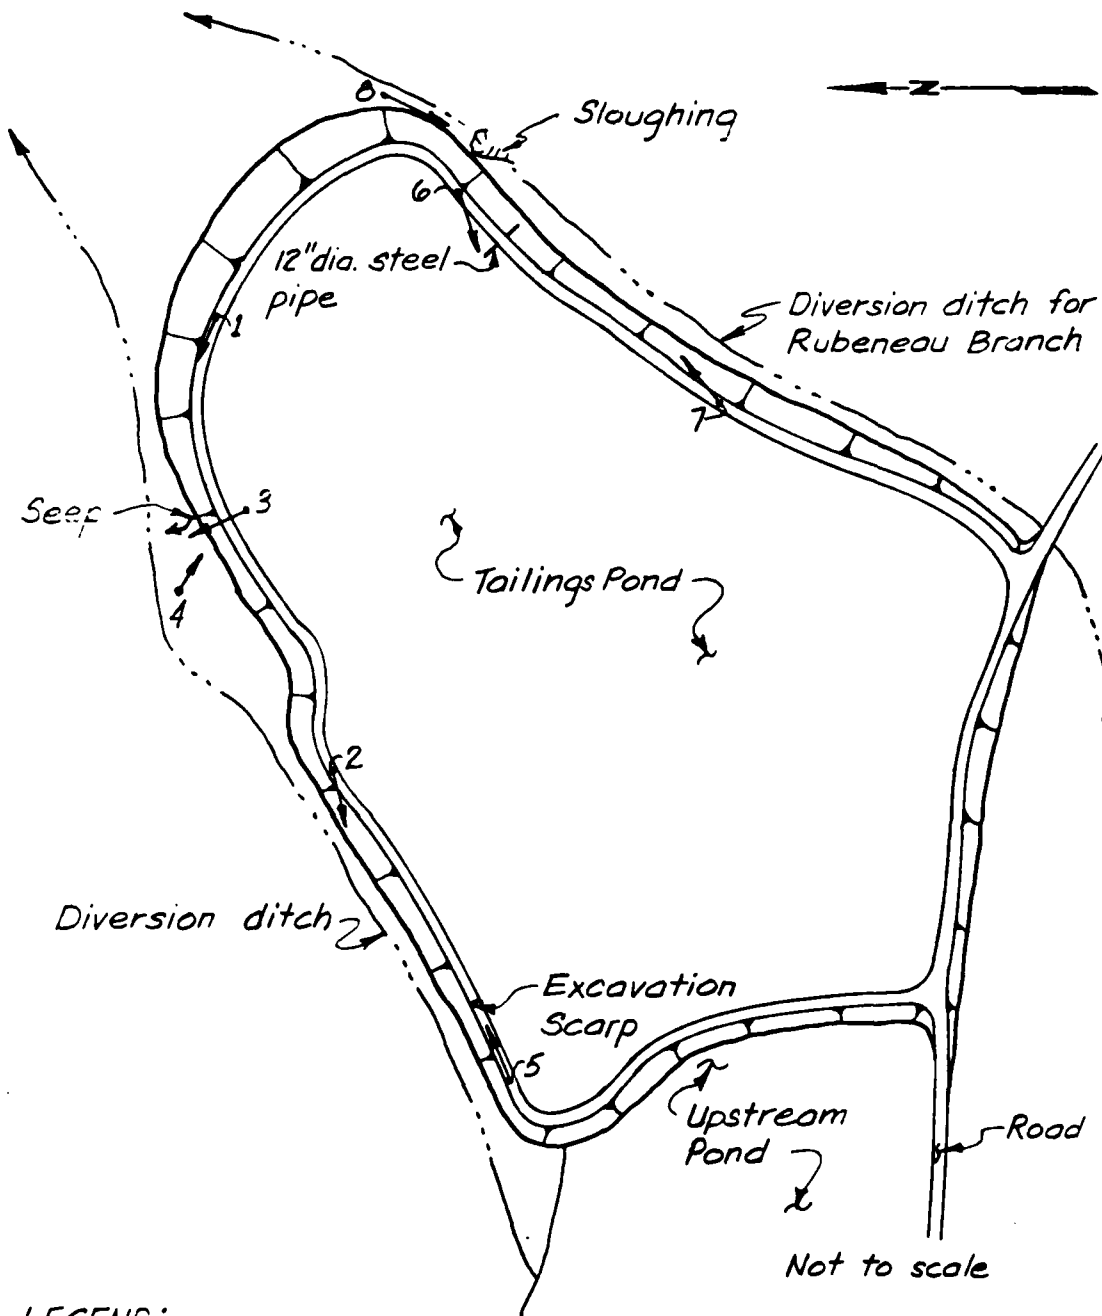 N
8
Sloughing
6
12" dia. steel
pipe
1
Diversion ditch for
Rubeneau Branch
7
Seep
3
4
Tailings Pond
2
Diversion ditch
Excavation
Scarp
5
Upstream
Pond
Road
Not to scale
LEGEND: